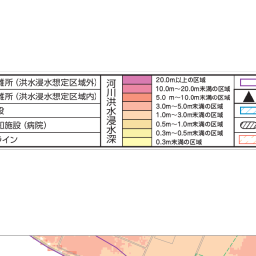 難所（洪水浸水想定区域外）
難所（洪水浸水想定区域内）
設
和施設（病院）
ライン
河川洪水浸水深
20.0m以上の区域
10.0m～20.0m未満の区域
5.0 m～10.0m未満の区域
3.0m～5.0m未満の区域
1.0m～3.0m未満の区域
0.5m～1.0m未満の区域
0.3m～0.5m未満の区域
0.3m未満の区域